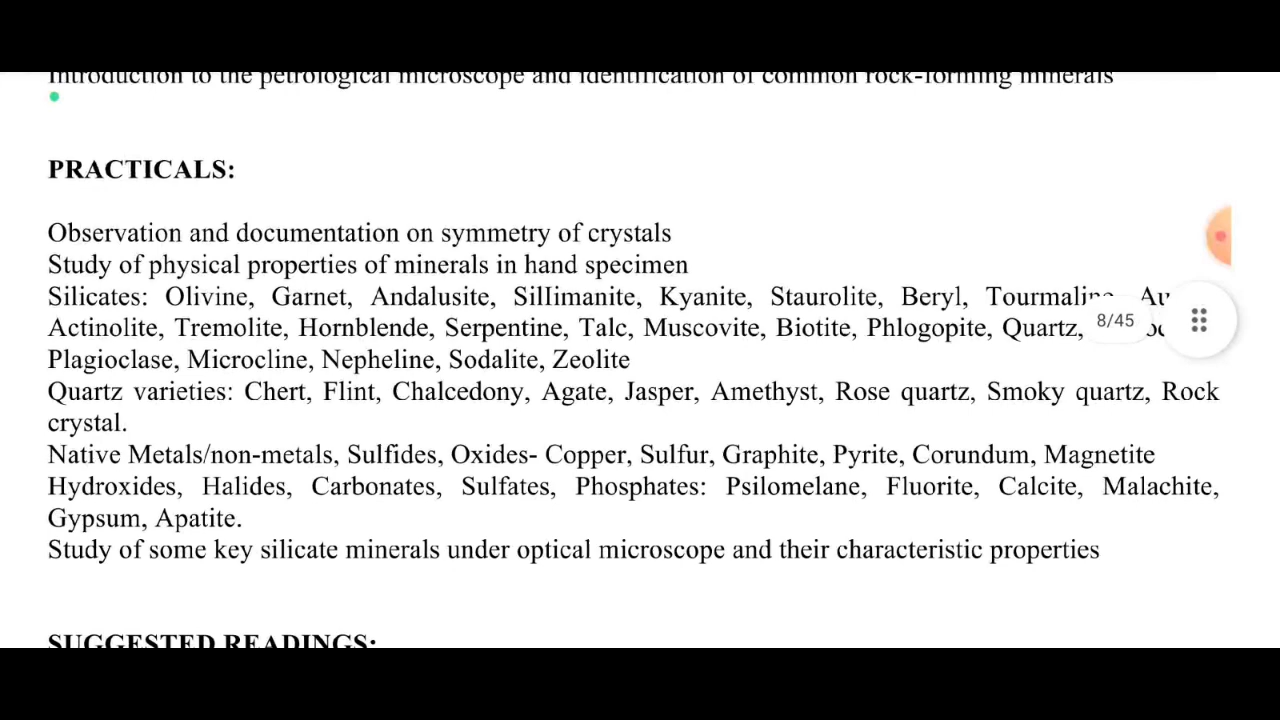 Introduction to the petrological microscope and identification of common rock-forming minerals
PRACTICALS:
Observation and documentation on symmetry of crystals
Study of physical properties of minerals in hand specimen
Silicates: Olivine, Garnet, Andalusite, SilIimanite, Kyanite, Staurolite, Beryl, Tourmaline,
Actinolite, Tremolite, Hornblende, Serpentine, Talc, Muscovite, Biotite, Phlogopite, Quartz,
8/45
Plagioclase, Microcline, Nepheline, Sodalite, Zeolite
Quartz varieties: Chert, Flint, Chalcedony, Agate, Jasper, Amethyst, Rose quartz, Smoky quartz, Rock
crystal.
Native Metals/non-metals, Sulfides, Oxides- Copper, Sulfur, Graphite, Pyrite, Corundum, Magnetite
Hydroxides, Halides, Carbonates, Sulfates, Phosphates: Psilomelane, Fluorite, Calcite, Malachite,
Gypsum, Apatite.
Study of some key silicate minerals under optical microscope and their characteristic properties
SUGGESTED READINGS: